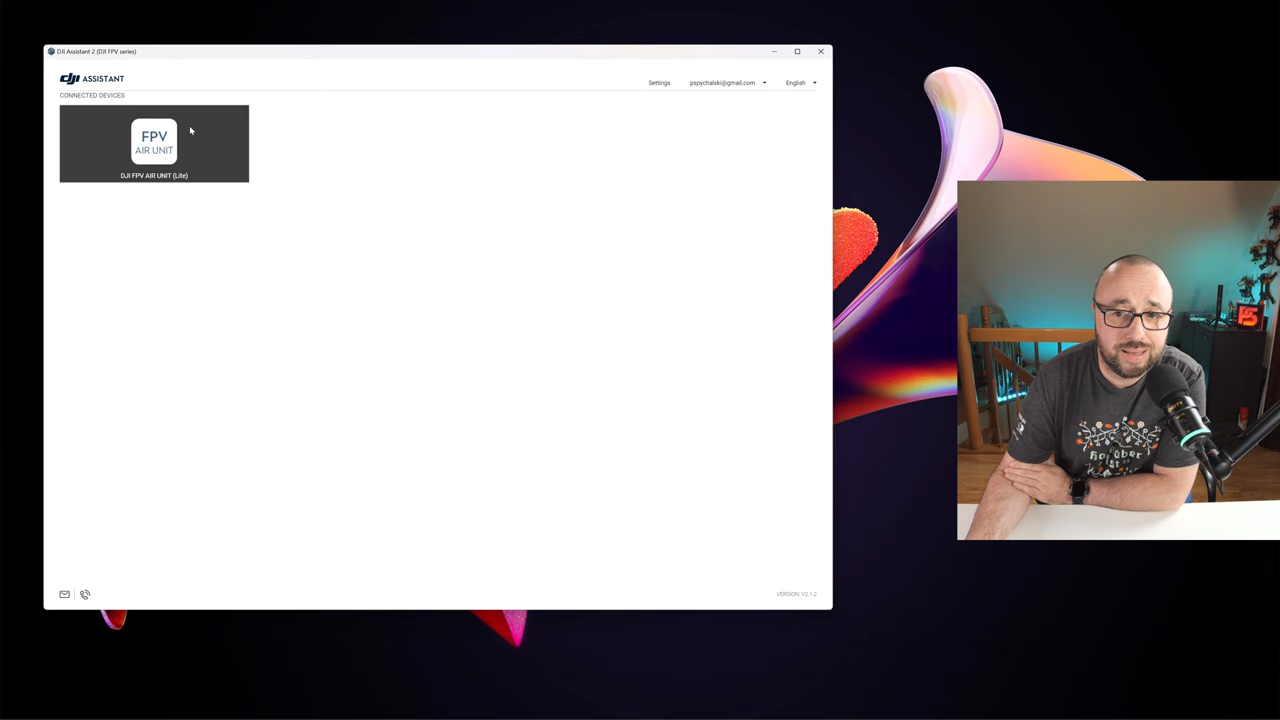 DJI Assistant 2 (DJI FPV series)
dji ASSISTANT
Settings
pspychalski@gmail.com
English
CONNECTED DEVICES
FPV
AIR UNIT
DJI FPV AIR UNIT (Lite)
VERSION: V2.1.2